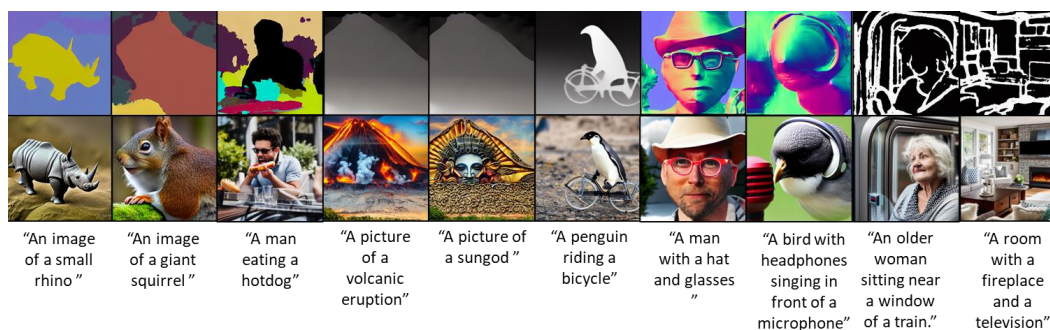 “An image
of a small
rhino ”
“An image
of a giant
squirrel ”
“A man
eating a
hotdog”
“A picture
of a
volcanic
eruption”
“A picture of
a sungod ”
“A penguin
riding a
bicycle”
“A man
with a hat
and glasses
”
“A bird with
headphones
singing in
front of a
microphone”
“An older
woman
sitting near
a window
of a train.”
“A room
with a
fireplace
and a
television”